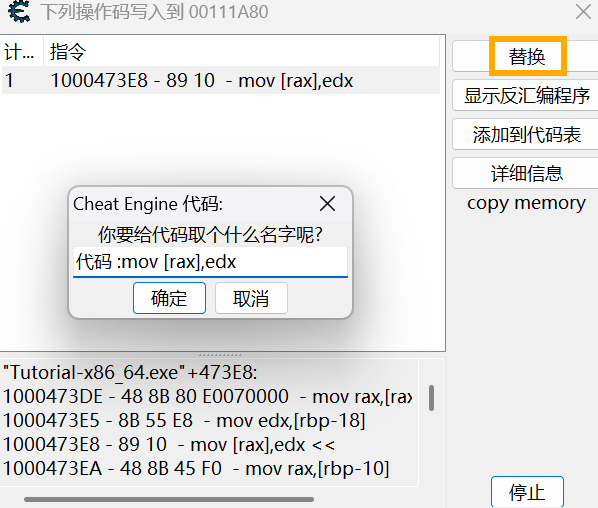 下列操作码写入到 00111A80
计... 指令
1 1000473E8 - 89 10 - mov [rax],edx
替换
显示反汇编程序
添加到代码表
详细信息
copy memory
Cheat Engine 代码:
你要给代码取个什么名字呢?
代码 :mov [rax],edx
确定 取消
"Tutorial-x86_64.exe"+473E8:
1000473DE - 48 8B 80 E0070000 - mov rax,[rax
1000473E5 - 8B 55 E8 - mov edx,[rbp-18]
1000473E8 - 89 10 - mov [rax],edx <<
1000473EA - 48 8B 45 F0 - mov rax,[rbp-10]
停止